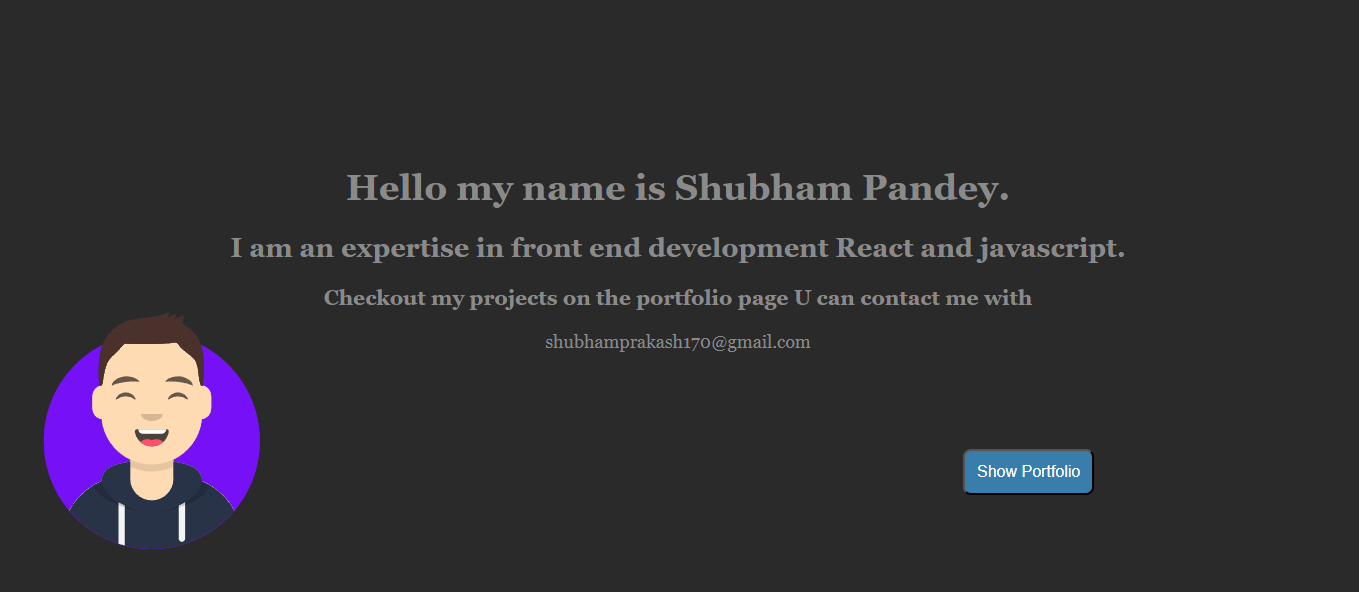 Hello my name is Shubham Pandey.
I am an expertise in front end development React and javascript.
Checkout my projects on the portfolio page U can contact me with
shubhamprakash170@gmail.com
Show Portfolio